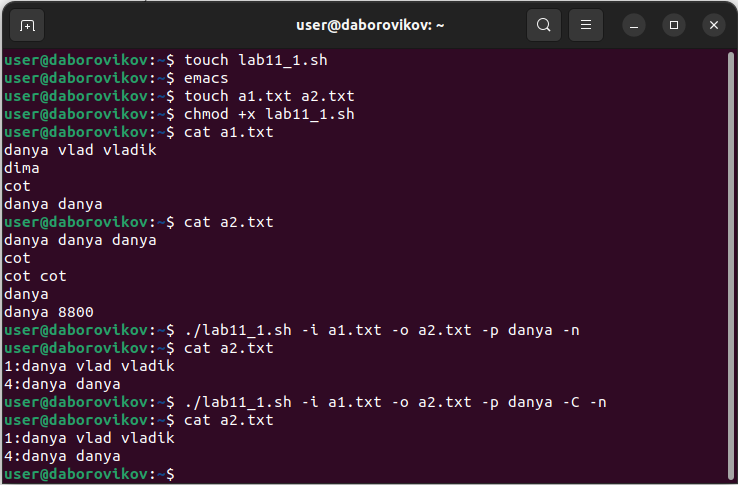 user@daborovikov: ~
user@daborovikov:~$ touch lab11_1.sh
user@daborovikov:~$ emacs
user@daborovikov:~$ touch a1.txt a2.txt
user@daborovikov:~$ chmod +x lab11_1.sh
user@daborovikov:~$ cat a1.txt
danya vlad vladik
dima
cot
danya danya
user@daborovikov:~$ cat a2.txt
danya danya danya
cot
cot cot
danya
danya 8800
user@daborovikov:~$ ./lab11_1.sh -i a1.txt -o a2.txt -p danya -n
user@daborovikov:~$ cat a2.txt
1:danya vlad vladik
4:danya danya
user@daborovikov:~$ ./lab11_1.sh -i a1.txt -o a2.txt -p danya -C -n
user@daborovikov:~$ cat a2.txt
1:danya vlad vladik
4:danya danya
user@daborovikov:~$